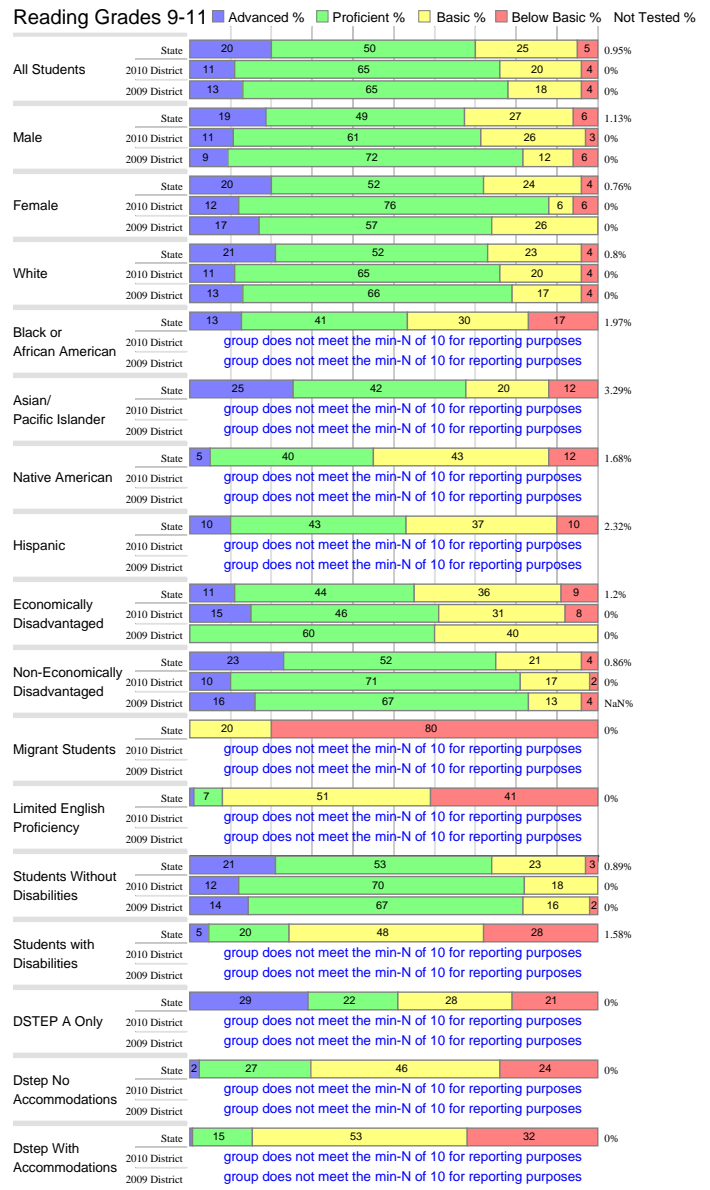 Reading Grades 9-11 Advanced % Proficient % Basic % Below Basic % Not Tested %
All Students
State 20 50 25 5 0.95%
2010 District 11 65 20 4 0%
2009 District 13 65 18 4 0%
Male
State 19 49 27 6 1.13%
2010 District 11 61 26 3 0%
2009 District 9 72 12 6 0%
Female
State 20 52 24 4 0.76%
2010 District 12 76 6 6 0%
2009 District 17 57 26 0%
White
State 21 52 23 4 0.8%
2010 District 11 65 20 4 0%
2009 District 13 66 17 4 0%
Black or
African American
State 13 41 30 17 1.97%
2010 District group does not meet the min-N of 10 for reporting purposes
2009 District group does not meet the min-N of 10 for reporting purposes
Asian/
Pacific Islander
State 25 42 20 12 3.29%
2010 District group does not meet the min-N of 10 for reporting purposes
2009 District group does not meet the min-N of 10 for reporting purposes
Native American
State 5 40 43 12 1.68%
2010 District group does not meet the min-N of 10 for reporting purposes
2009 District group does not meet the min-N of 10 for reporting purposes
Hispanic
State 10 43 37 10 2.32%
2010 District group does not meet the min-N of 10 for reporting purposes
2009 District group does not meet the min-N of 10 for reporting purposes
Economically
Disadvantaged
State 11 44 36 9 1.2%
2010 District 15 46 31 8 0%
2009 District 60 40 0%
Non-Economically
Disadvantaged
State 23 52 21 4 0.86%
2010 District 10 71 17 2 0%
2009 District 16 67 13 4 NaN%
Migrant Students
State 20 80 0%
2010 District group does not meet the min-N of 10 for reporting purposes
2009 District group does not meet the min-N of 10 for reporting purposes
Limited English
Proficiency
State 7 51 41 0%
2010 District group does not meet the min-N of 10 for reporting purposes
2009 District group does not meet the min-N of 10 for reporting purposes
Students Without
Disabilities
State 21 53 23 3 0.89%
2010 District 12 70 18 0%
2009 District 14 67 16 2 0%
Students with
Disabilities
State 5 20 48 28 1.58%
2010 District group does not meet the min-N of 10 for reporting purposes
2009 District group does not meet the min-N of 10 for reporting purposes
DSTEP A Only
State 29 22 28 21 0%
2010 District group does not meet the min-N of 10 for reporting purposes
2009 District group does not meet the min-N of 10 for reporting purposes
Dstep No
Accommodations
State 2 27 46 24 0%
2010 District group does not meet the min-N of 10 for reporting purposes
2009 District group does not meet the min-N of 10 for reporting purposes
Dstep With
Accommodations
State 15 53 32 0%
2010 District group does not meet the min-N of 10 for reporting purposes
2009 District group does not meet the min-N of 10 for reporting purposes